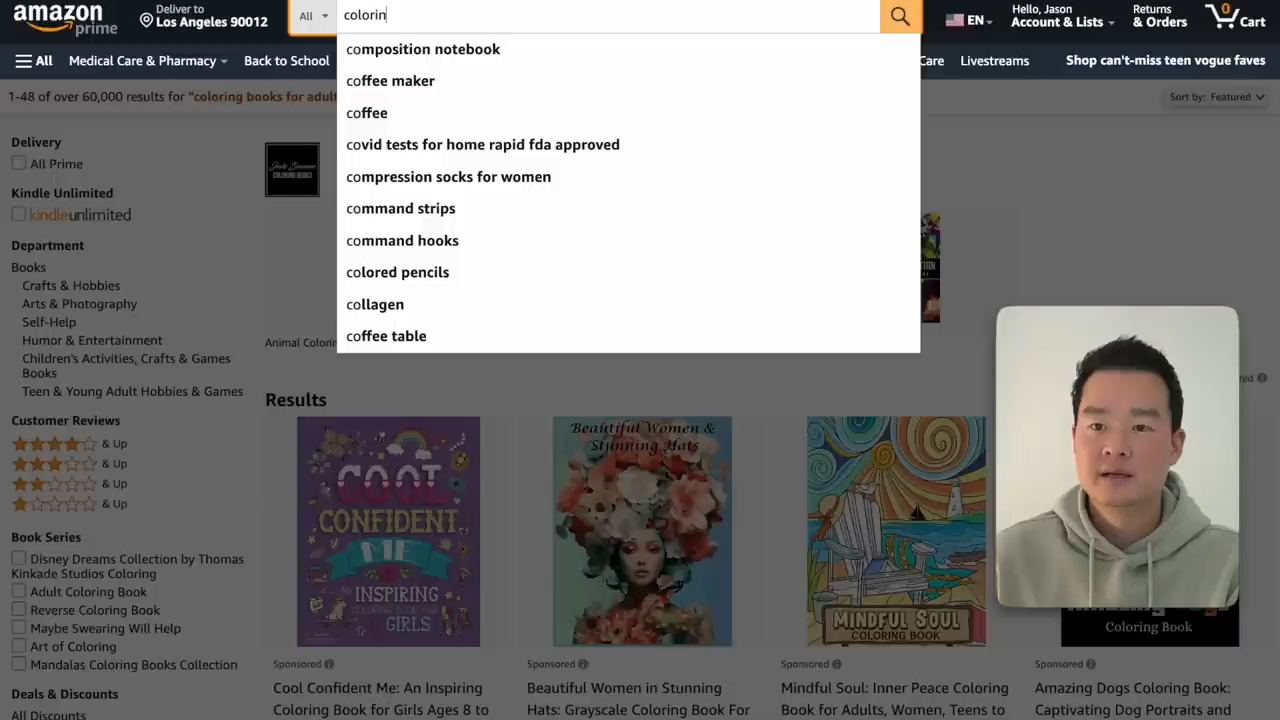 amazon
prime
Deliver to
Los Angeles 90012
All
colorin
EN
Hello, Jason
Account & Lists
Returns
& Orders
0
Cart
All
Medical Care & Pharmacy
Back to School
Care
Livestreams
Shop can't-miss teen vogue faves
composition notebook
coffee maker
coffee
covid tests for home rapid fda approved
compression socks for women
command strips
command hooks
colored pencils
collagen
coffee table
1-48 of over 60,000 results for "coloring books for adult
Sort by: Featured
Delivery
All Prime
Kindle Unlimited
kindleunlimited
Department
Books
Crafts & Hobbies
Arts & Photography
Self-Help
Humor & Entertainment
Children's Activities, Crafts & Games
Books
Teen & Young Adult Hobbies & Games
Customer Reviews
& Up
& Up
& Up
& Up
Book Series
Disney Dreams Collection by Thomas
Kinkade Studios Coloring
Adult Coloring Book
Reverse Coloring Book
Maybe Swearing Will Help
Art of Coloring
Mandalas Coloring Books Collection
Deals & Discounts
All Discounts
Jade Summer
COLORING BOOKS
Animal Colorin
Results
COOL
CONFIDENT
ME
AN
INSPIRING
COLORING BOOK FOR
GIRLS
Beautiful Women &
Stunning Hats
MINDFUL SOUL
COLORING BOOK
Coloring Book
Sponsored
Sponsored
Sponsored
Sponsored
Cool Confident Me: An Inspiring
Coloring Book for Girls Ages 8 to
Beautiful Women in Stunning
Hats: Grayscale Coloring Book For
Mindful Soul: Inner Peace Coloring
Book for Adults, Women, Teens to
Amazing Dogs Coloring Book:
Captivating Dog Portraits and